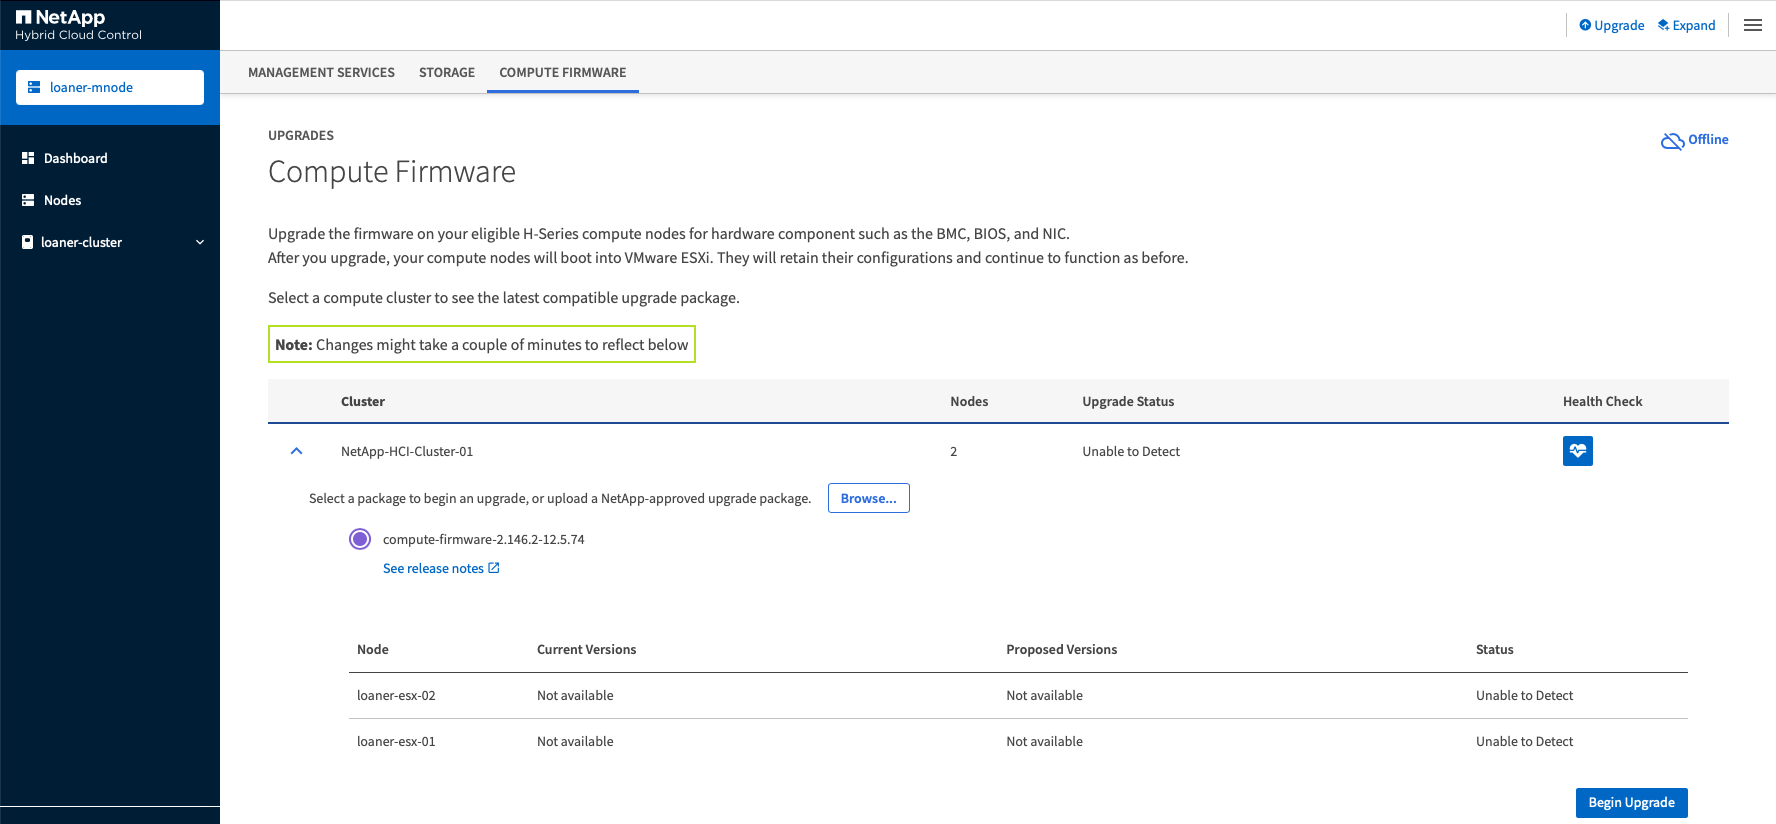 NetApp
Hybrid Cloud Control
Upgrade
Expand
loaner-mnode
Dashboard
Nodes
loaner-cluster
MANAGEMENT SERVICES
STORAGE
COMPUTE FIRMWARE
UPGRADES
Offline
Compute Firmware
Upgrade the firmware on your eligible H-Series compute nodes for hardware component such as the BMC, BIOS, and NIC.
After you upgrade, your compute nodes will boot into VMware ESXi. They will retain their configurations and continue to function as before.
Select a compute cluster to see the latest compatible upgrade package.
Note: Changes might take a couple of minutes to reflect below
Cluster Nodes Upgrade Status Health Check
NetApp-HCI-Cluster-01 2 Unable to Detect
Select a package to begin an upgrade, or upload a NetApp-approved upgrade package. Browse...
compute-firmware-2.146.2-12.5.74
See release notes
Node Current Versions Proposed Versions Status
loaner-esx-02 Not available Not available Unable to Detect
loaner-esx-01 Not available Not available Unable to Detect
Begin Upgrade